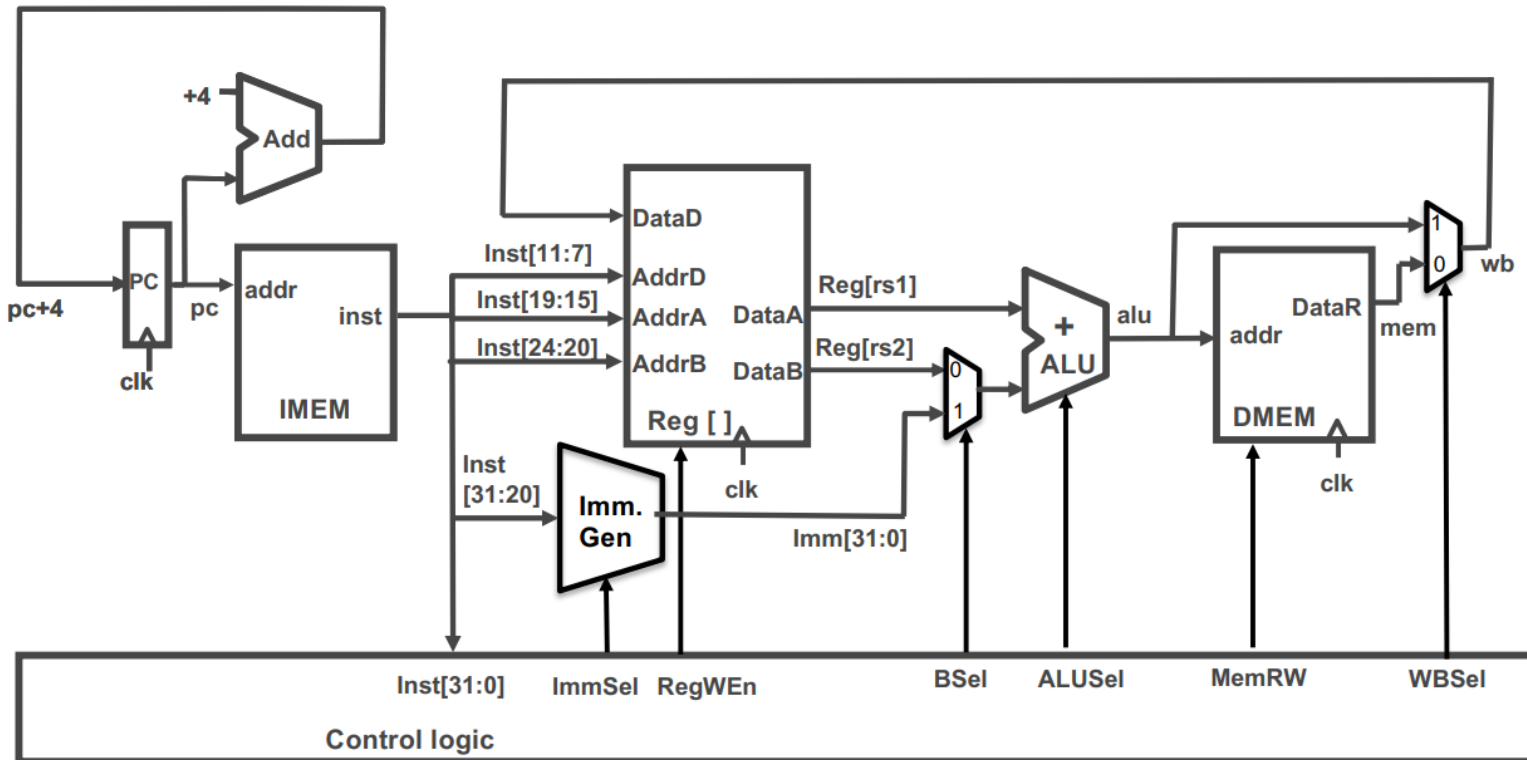 +4
Add
DataD
1
Inst[11:7]
PC
addr
AddrD
Reg[rs1]
0
wb
pc+4
pc
inst
Inst[19:15]
AddrA
DataA
+
alu
DataR
mem
Inst[24:20]
AddrB
DataB
Reg[rs2]
0
ALU
addr
clk
IMEM
Reg [ ]
1
DMEM
Inst
[31:20]
clk
clk
Imm.
Gen
Imm[31:0]
Inst[31:0]
ImmSel
RegWEn
BSel
ALUSel
MemRW
WBSel
Control logic